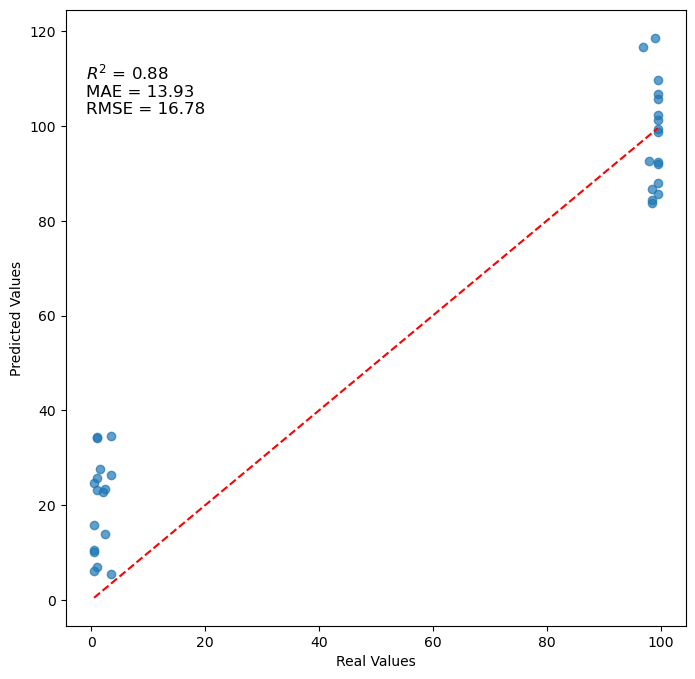 120
100
80
60
40
20
0
R² = 0.88
MAE = 13.93
RMSE = 16.78
Predicted Values
0 20 40 60 80 100
Real Values